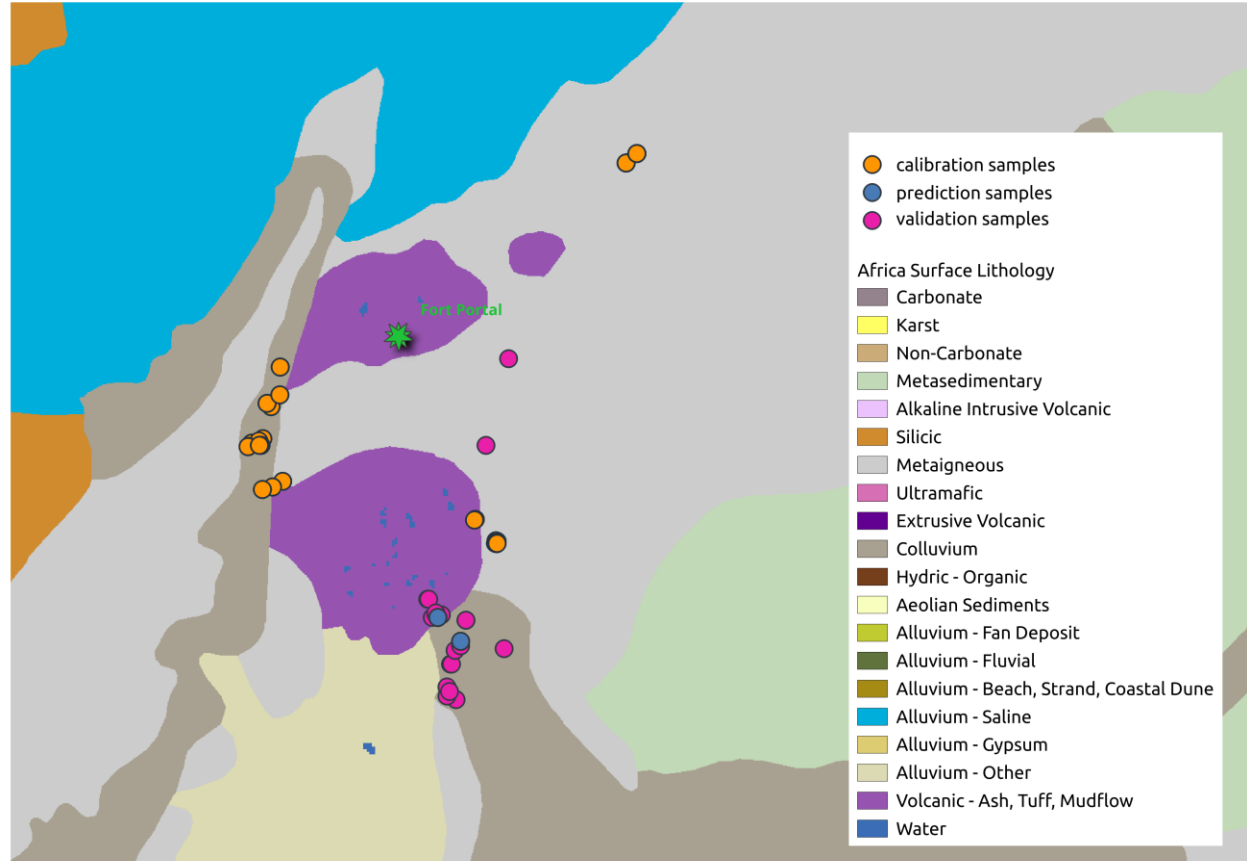 Fort Portal
calibration samples
prediction samples
validation samples
Africa Surface Lithology
Carbonate
Karst
Non-Carbonate
Metasedimentary
Alkaline Intrusive Volcanic
Silicic
Metaigneous
Ultramafic
Extrusive Volcanic
Colluvium
Hydric - Organic
Aeolian Sediments
Alluvium - Fan Deposit
Alluvium - Fluvial
Alluvium - Beach, Strand, Coastal Dune
Alluvium - Saline
Alluvium - Gypsum
Alluvium - Other
Volcanic - Ash, Tuff, Mudflow
Water